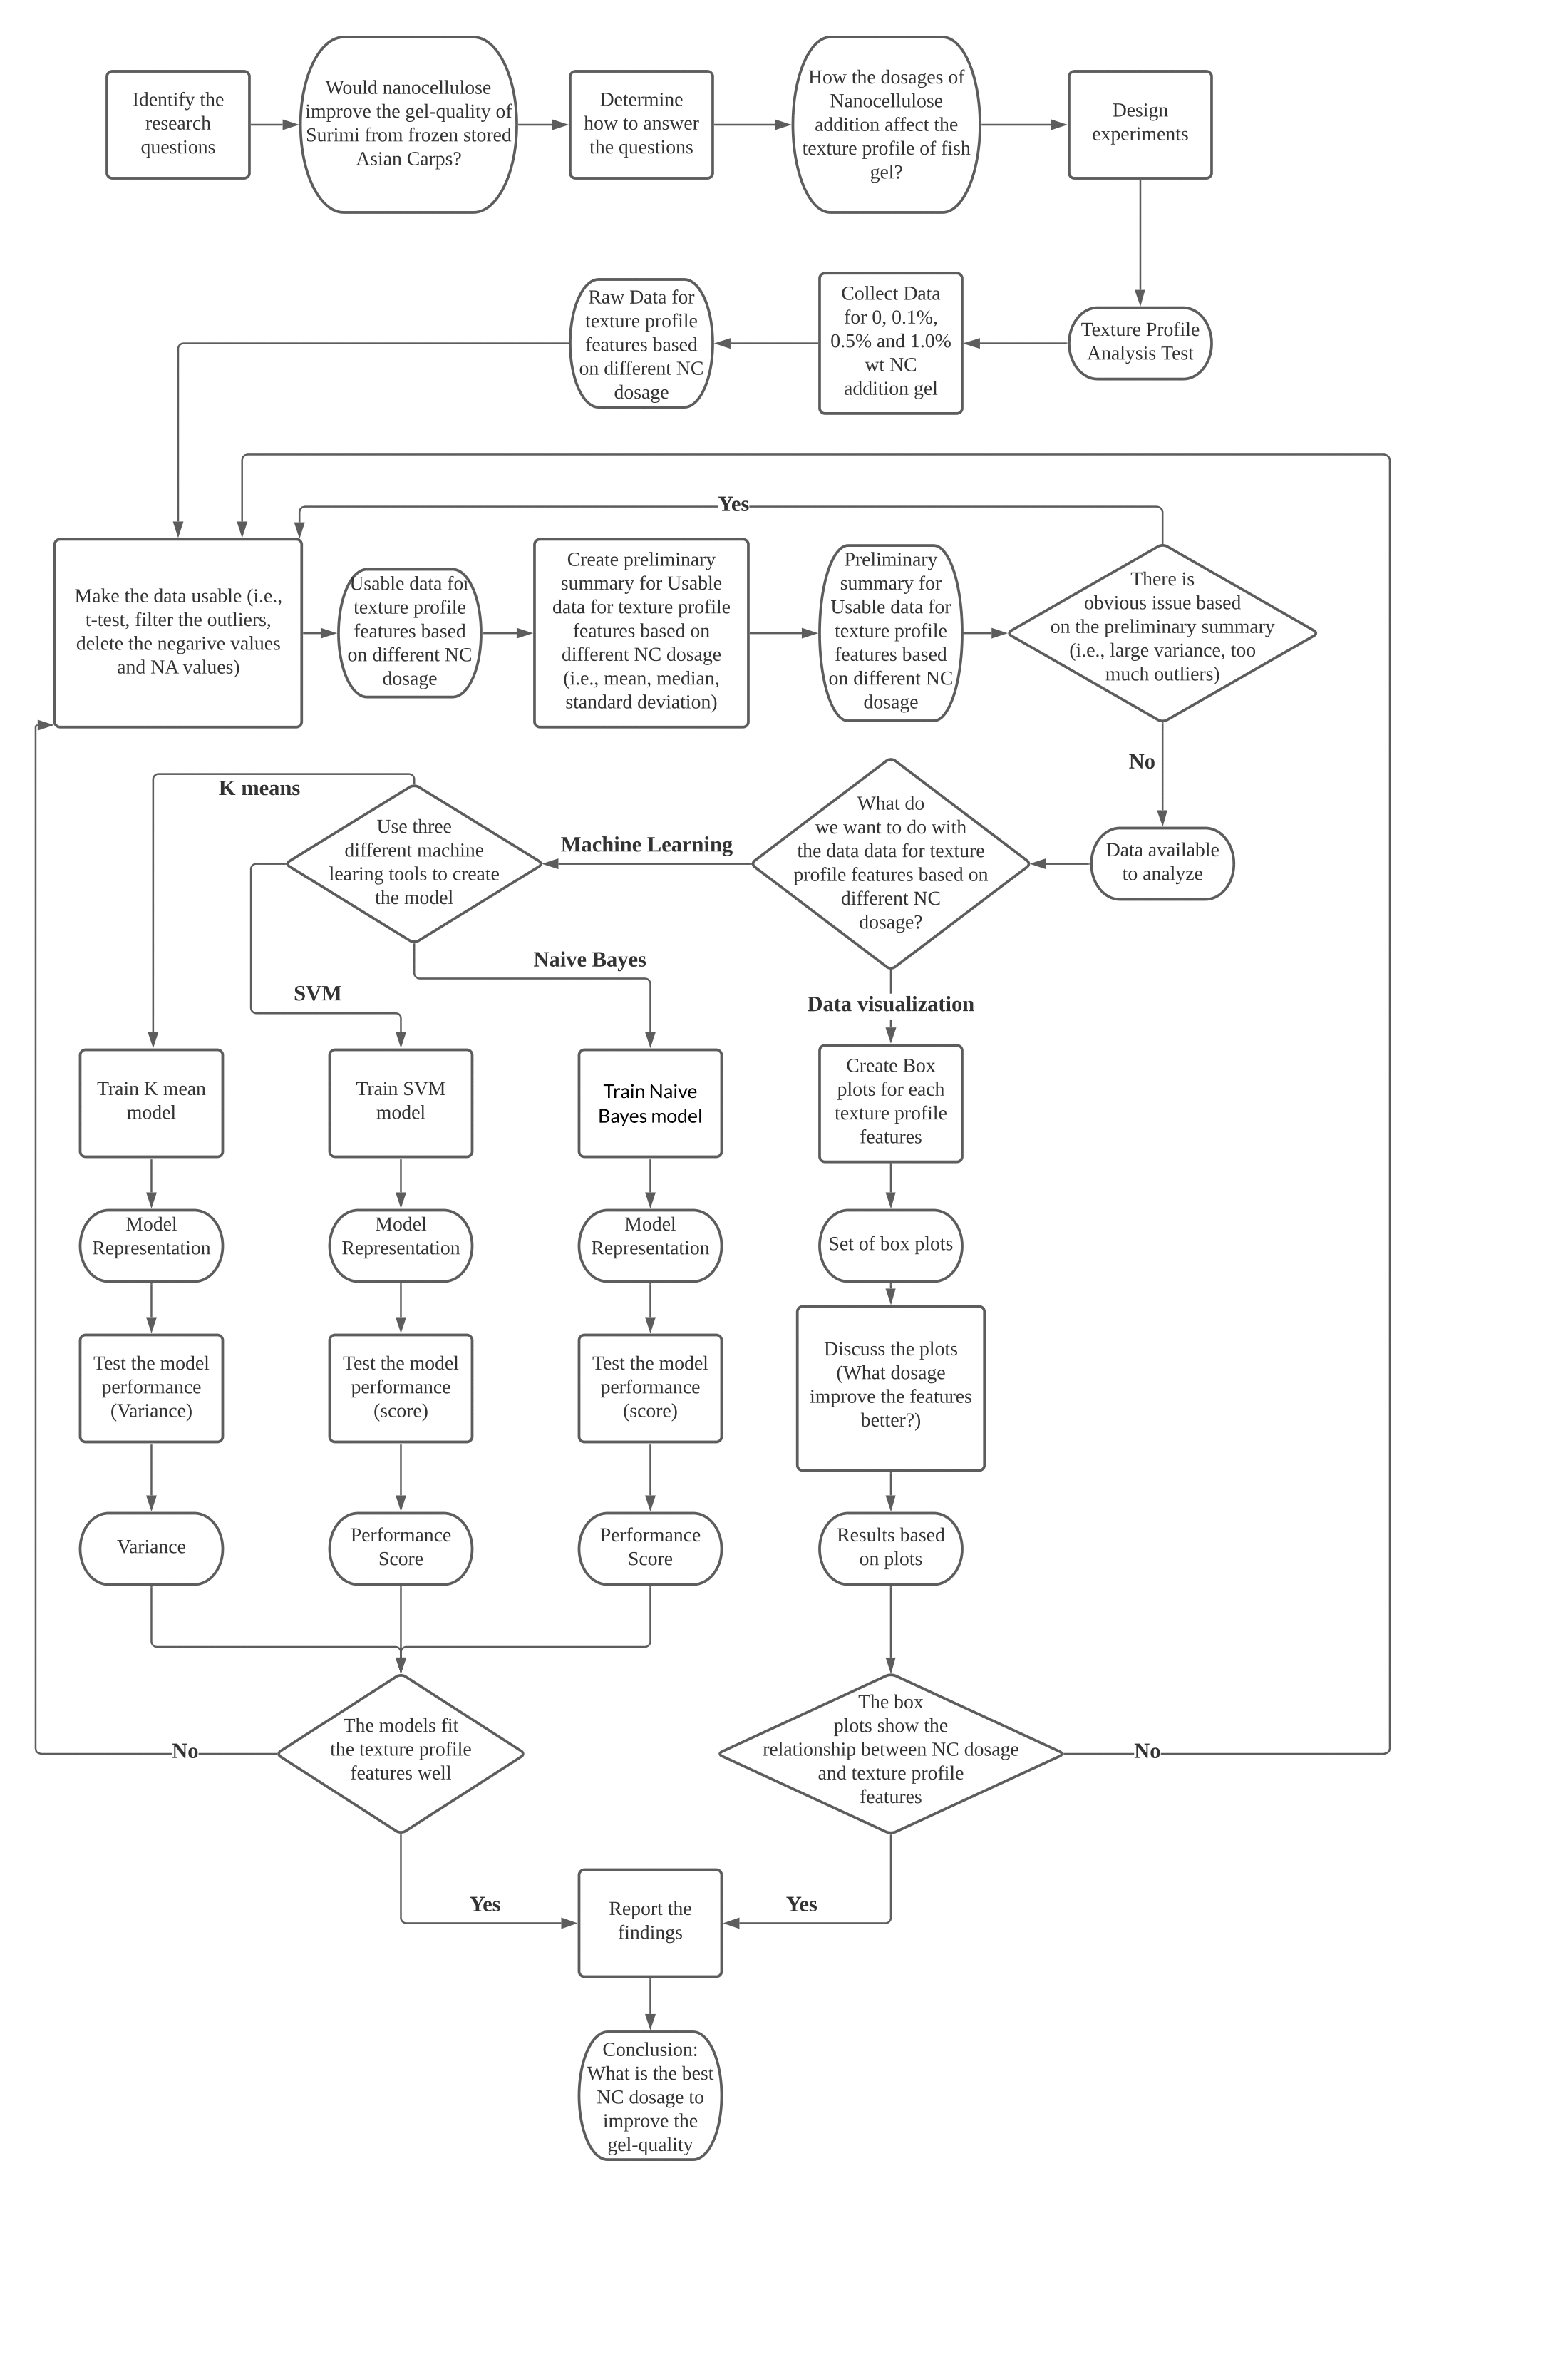 Identify the
research
questions
Would nanocellulose
improve the gel-quality of
Surimi from frozen stored
Asian Carps?
Determine
how to answer
the questions
How the dosages of
Nanocellulose
addition affect the
texture profile of fish
gel?
Design
experiments
Texture Profile
Analysis Test
Collect Data
for 0, 0.1%,
0.5% and 1.0%
wt NC
addition gel
Raw Data for
texture profile
features based
on different NC
dosage
Yes
Make the data usable (i.e.,
t-test, filter the outliers,
delete the negarive values
and NA values)
Usable data for
texture profile
features based
on different NC
dosage
Create preliminary
summary for Usable
data for texture profile
features based on
different NC dosage
(i.e., mean, median,
standard deviation)
Preliminary
summary for
Usable data for
texture profile
features based
on different NC
dosage
There is
obvious issue based
on the preliminary summary
(i.e., large variance, too
much outliers)
No
Data available
to analyze
What do
we want to do with
the data data for texture
profile features based on
different NC
dosage?
Machine Learning
Use three
different machine
learing tools to create
the model
K means
SVM
Naive Bayes
Data visualization
Train K mean
model
Train SVM
model
Train Naive
Bayes model
Create Box
plots for each
texture profile
features
Model
Representation
Model
Representation
Model
Representation
Set of box plots
Test the model
performance
(Variance)
Test the model
performance
(score)
Test the model
performance
(score)
Discuss the plots
(What dosage
improve the features
better?)
Variance
Performance
Score
Performance
Score
Results based
on plots
The models fit
the texture profile
features well
No
The box
plots show the
relationship between NC dosage
and texture profile
features
No
Yes
Yes
Report the
findings
Conclusion:
What is the best
NC dosage to
improve the
gel-quality